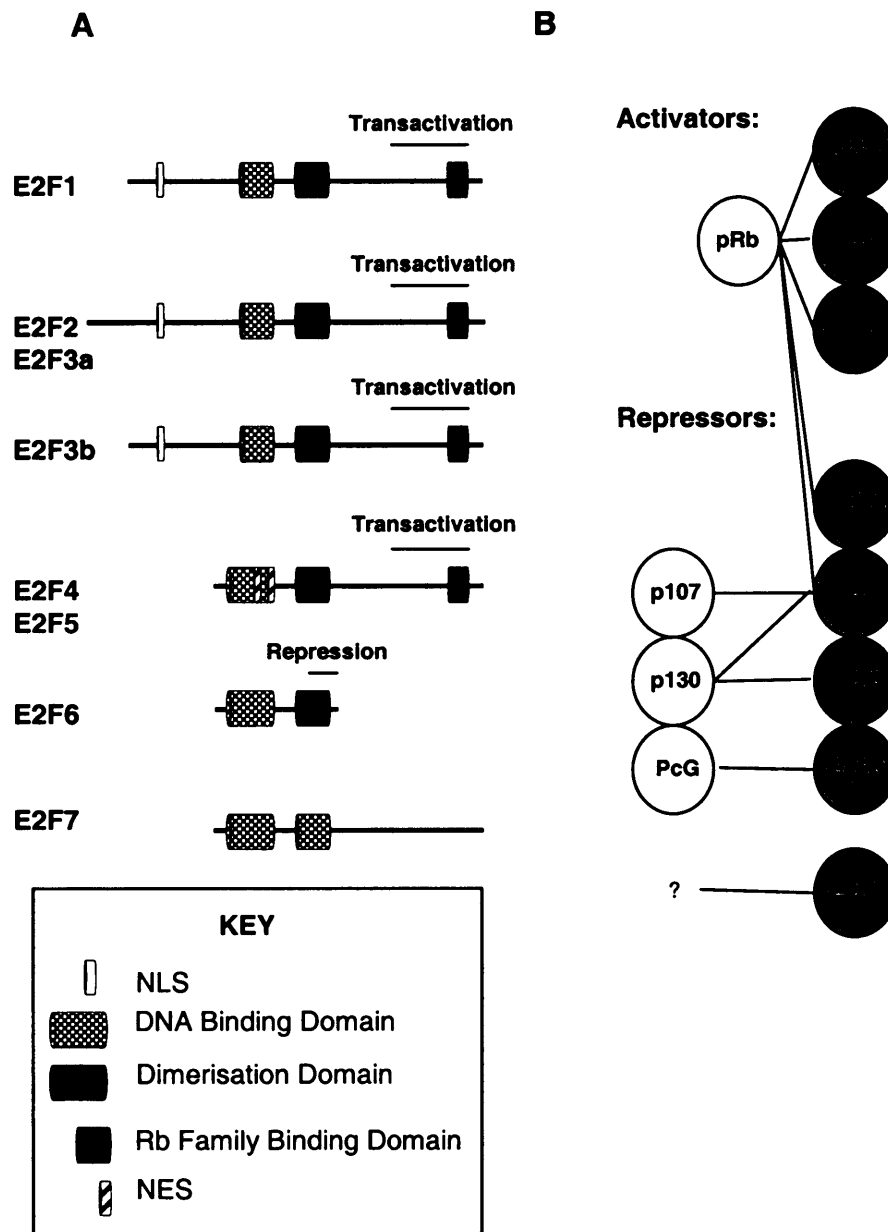 A
Transactivation
E2F1
Transactivation
E2F2
E2F3a
Transactivation
E2F3b
Transactivation
E2F4
E2F5
Repression
E2F6
E2F7
KEY
NLS
DNA Binding Domain
Dimerisation Domain
Rb Family Binding Domain
NES
B
Activators:
pRb
Repressors:
p107
p130
PcG
?